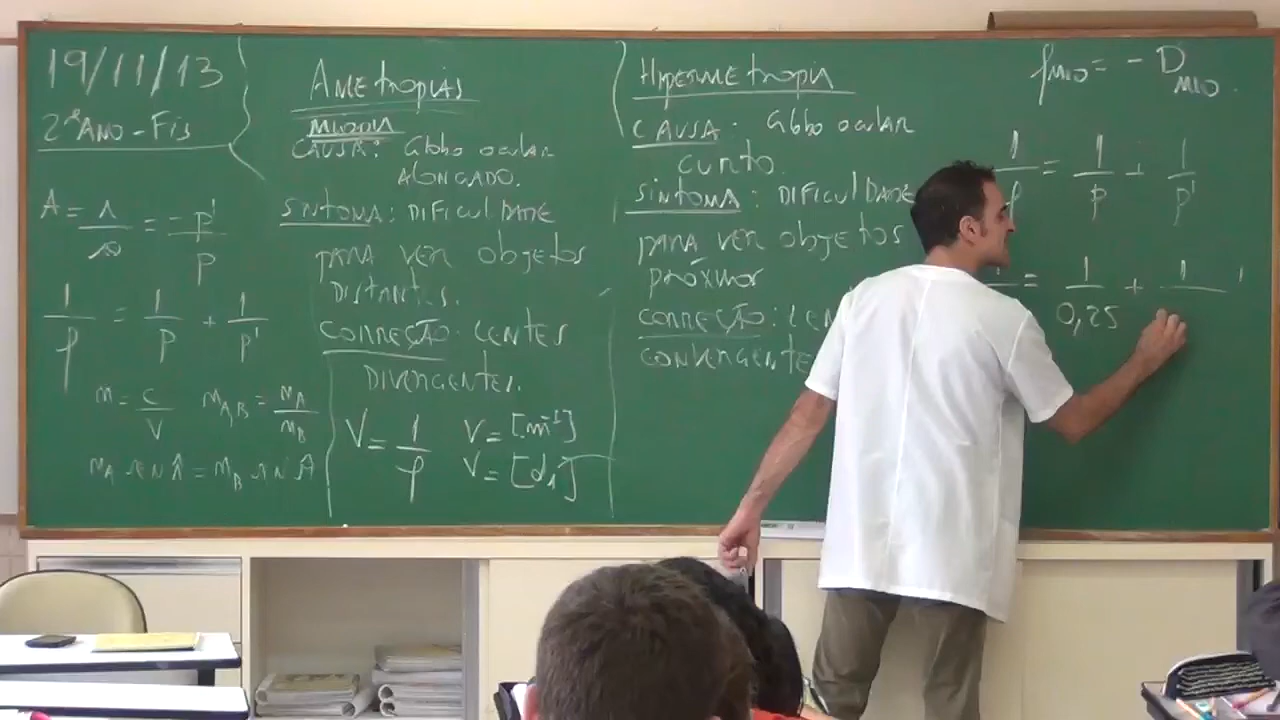 19/11/13
2ºANO - FIS
A = i/o = -p'/p
1/f = 1/p + 1/p'
n = c/v nA,B = nA/nB
nA sen Â = nB sen
AMETROPIAS
MIOPIA
CAUSA: globo ocular
ALONGADO.
SINTOMA: DIFICULDADE
PARA VER objetos
DISTANTES.
CORREÇÃO: LENTES
DIVERGENTES.
V = 1/f V = [m⁻¹]
V = [di]
HIPERMETROPIA
CAUSA: globo ocular
curto.
SINTOMA: DIFICULDADE
PARA VER objetos
próximos
CORREÇÃO: LEN
CONVERGENTE
fMIO = - DMIO.
1/f = 1/p + 1/p'
= 1/0,25 + 1